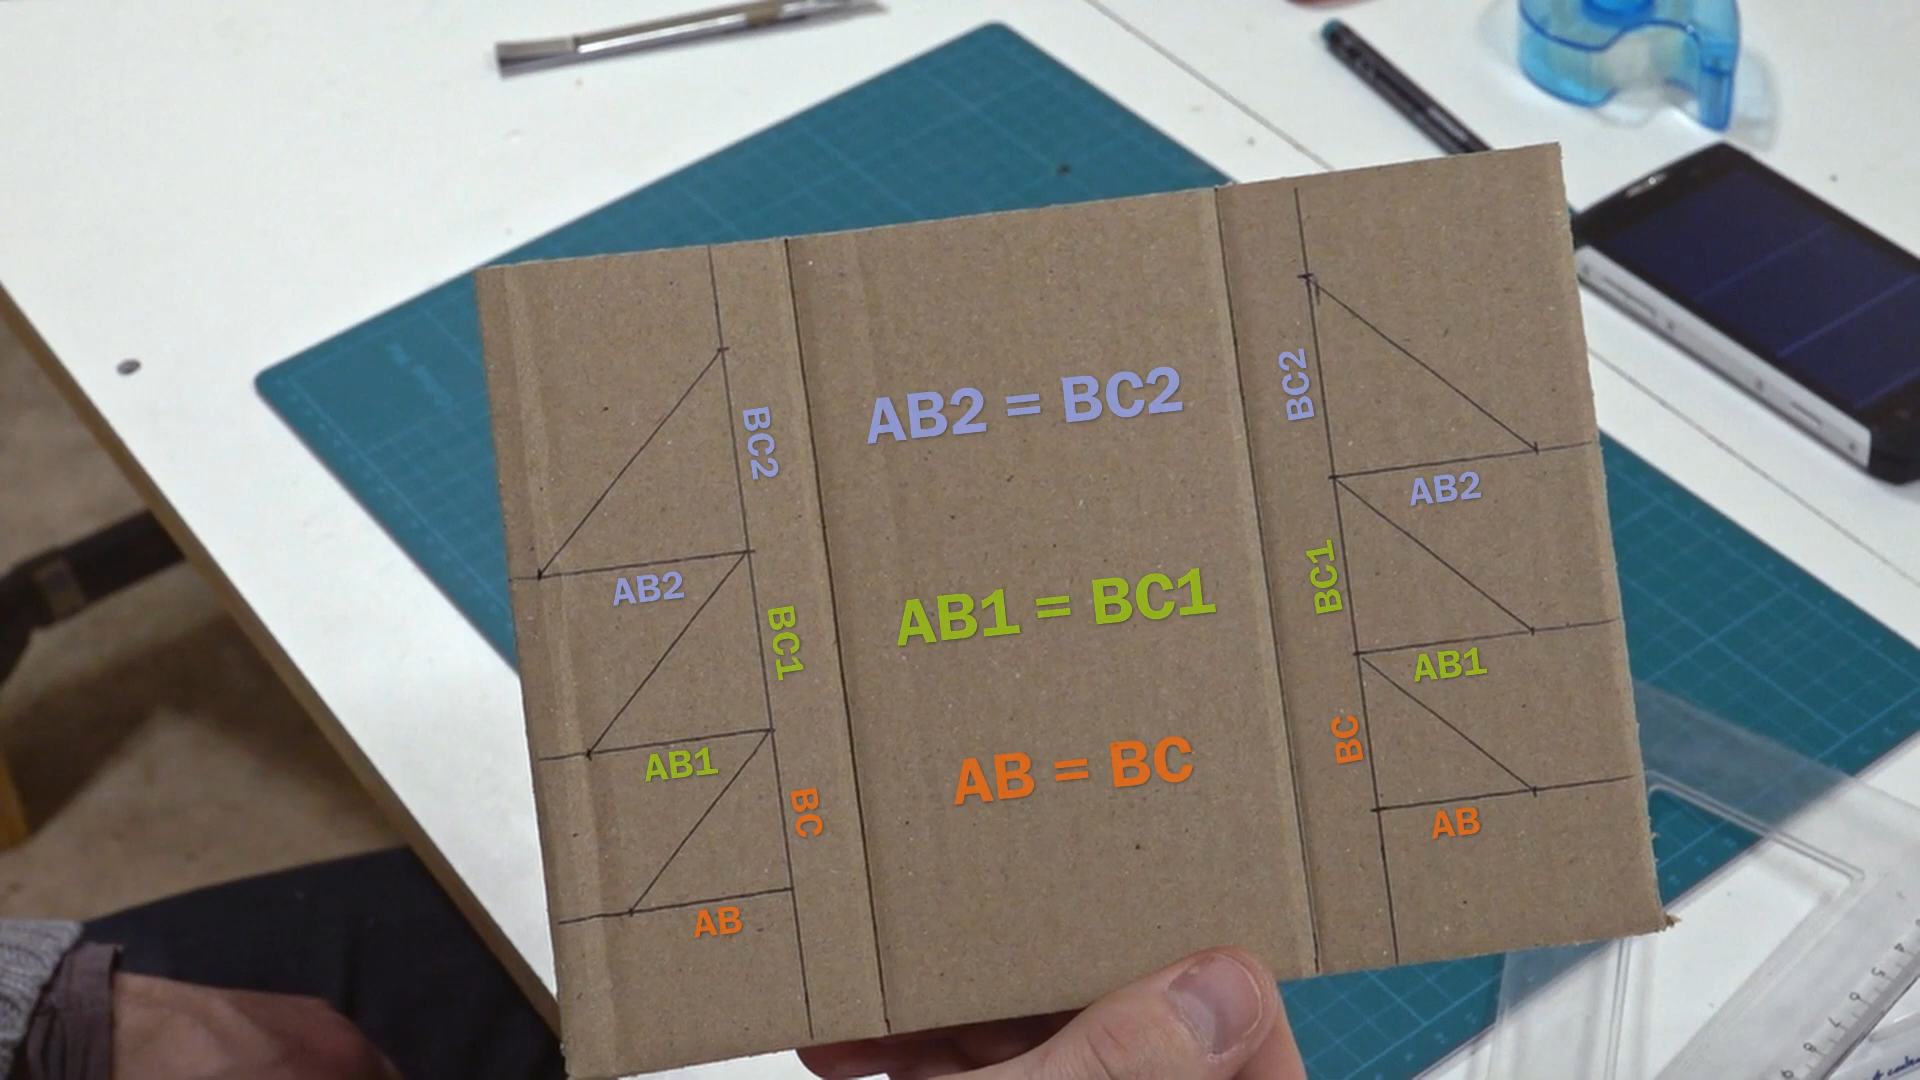 BC2
AB2 = BC2
BC2
AB2
AB2
BC1
AB1 = BC1
BC1
AB1
AB1
BC
AB = BC
BC
AB
AB